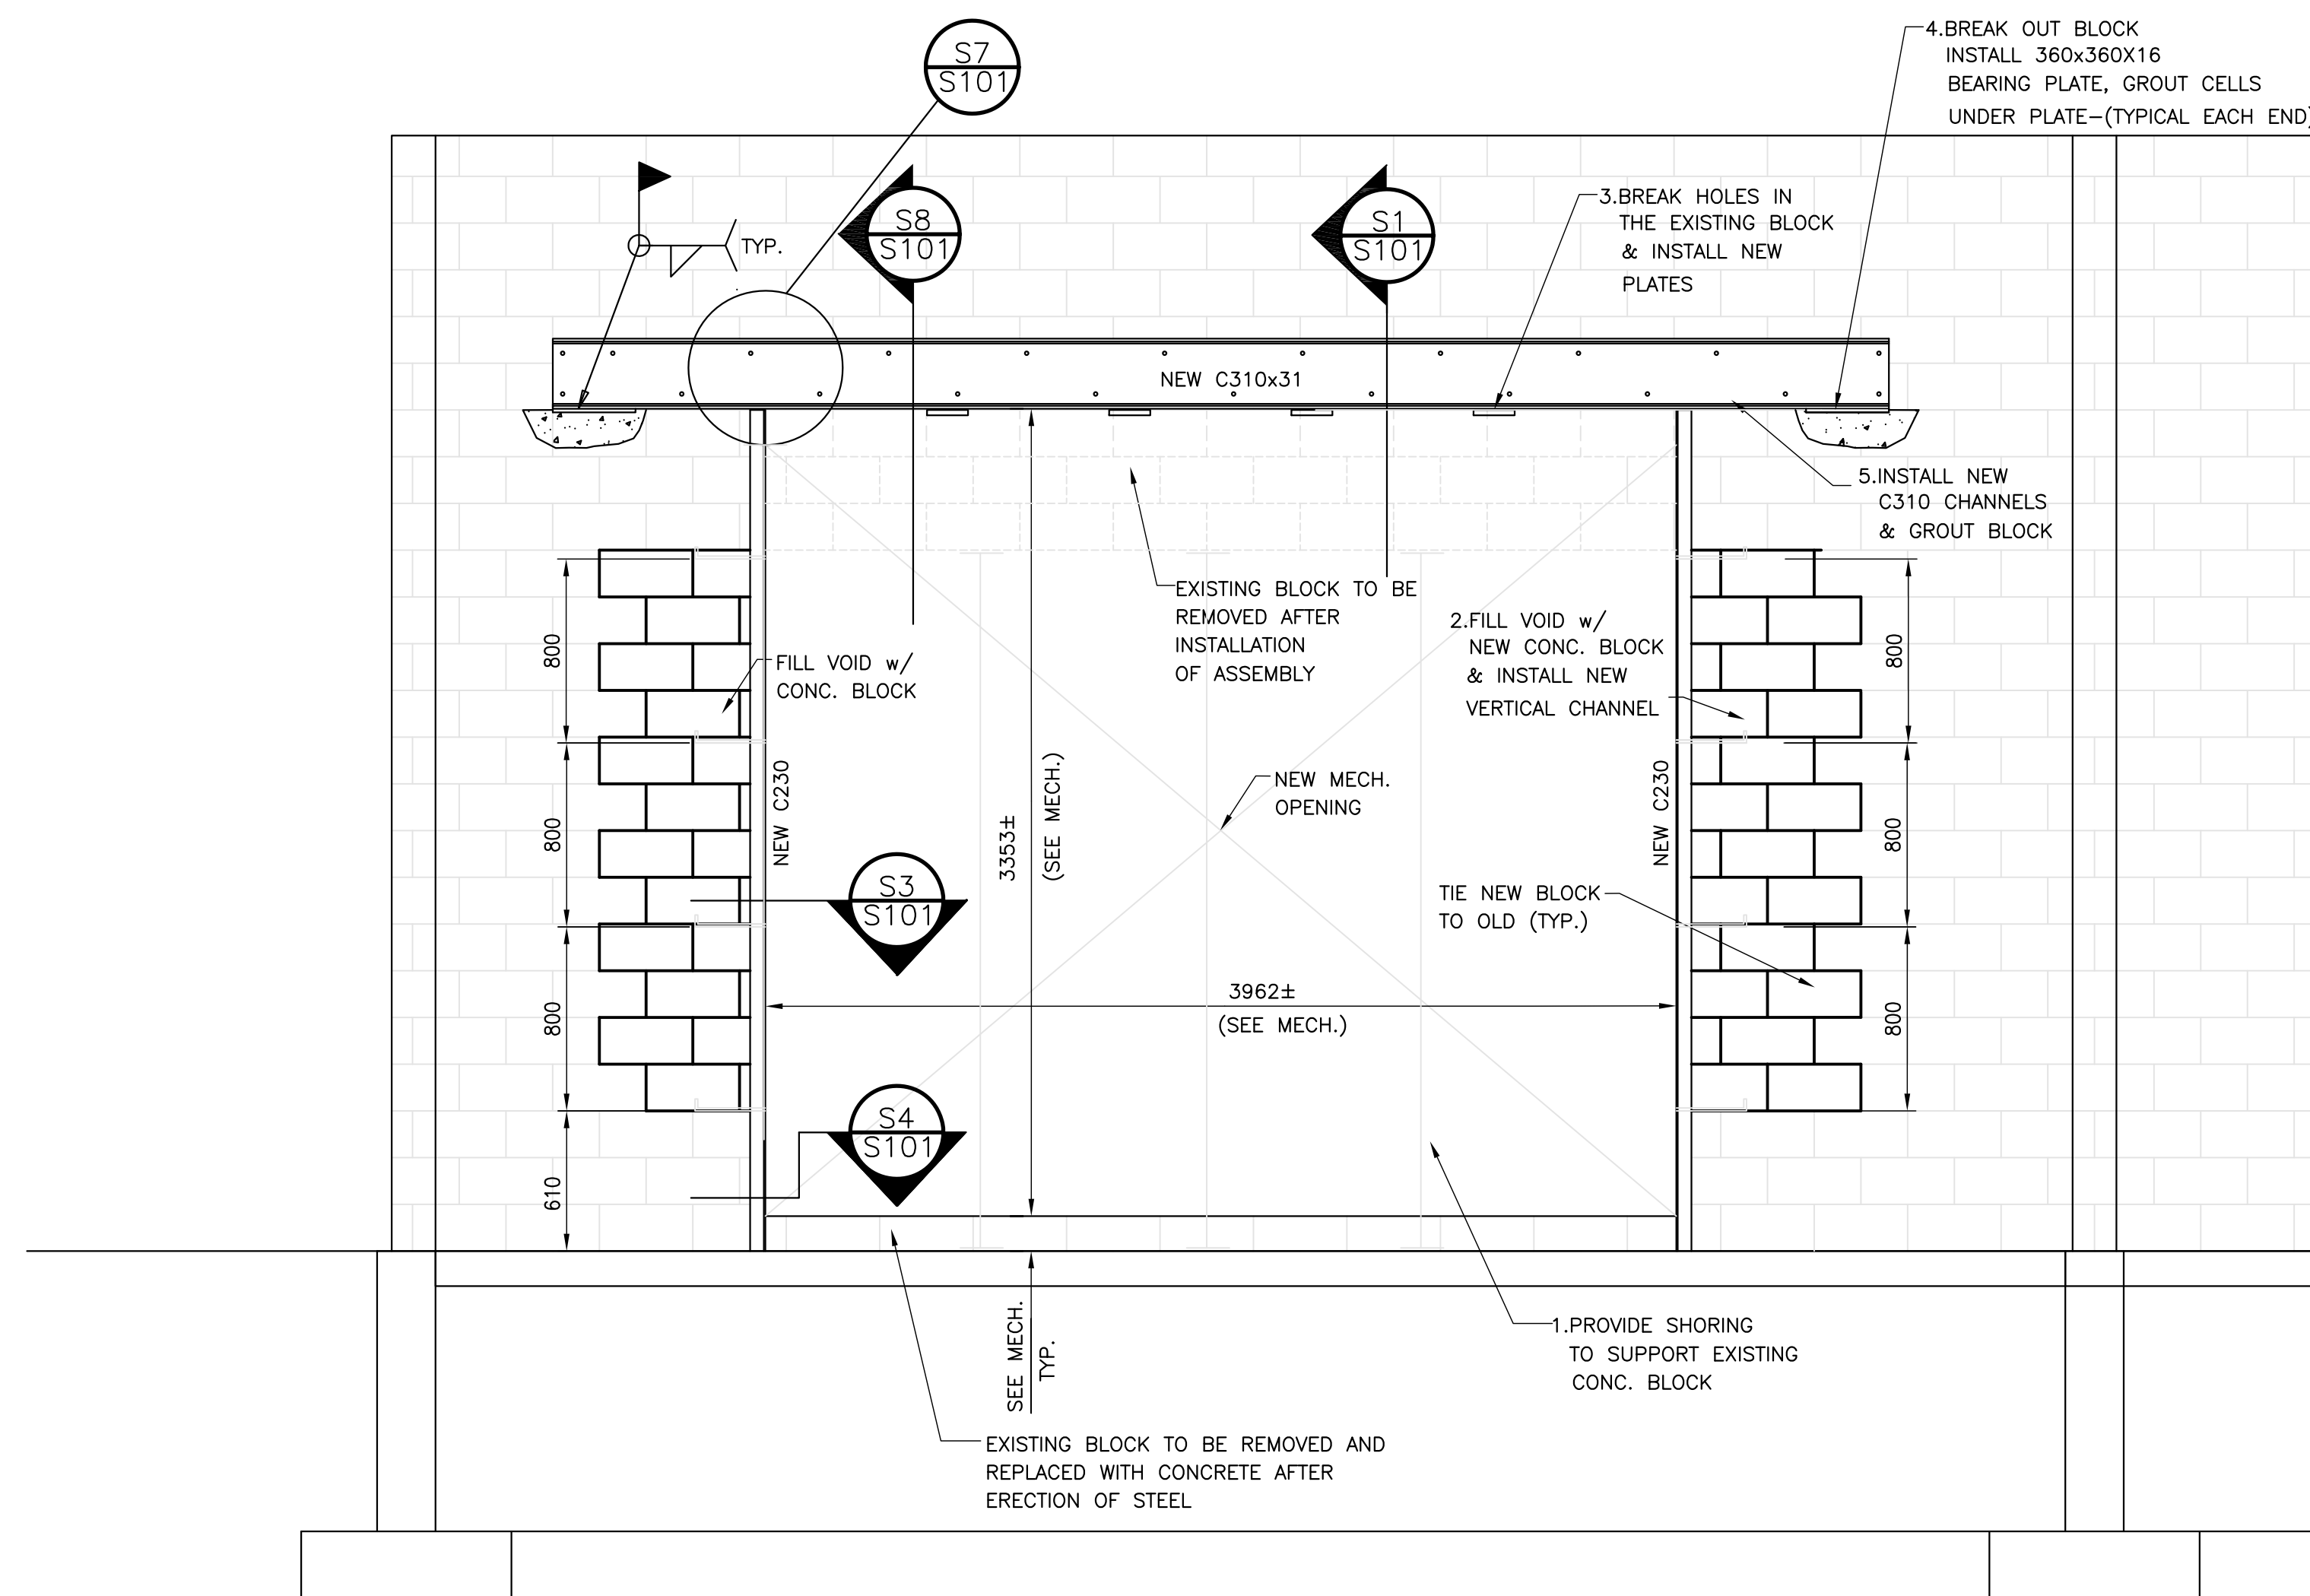 S7
S101
4.BREAK OUT BLOCK
INSTALL 360x360X16
BEARING PLATE, GROUT CELLS
UNDER PLATE-(TYPICAL EACH END)
TYP.
S8
S101
S1
S101
3.BREAK HOLES IN
THE EXISTING BLOCK
& INSTALL NEW
PLATES
NEW C310x31
5.INSTALL NEW
C310 CHANNELS
& GROUT BLOCK
EXISTING BLOCK TO BE
REMOVED AFTER
INSTALLATION
OF ASSEMBLY
2.FILL VOID w/
NEW CONC. BLOCK
& INSTALL NEW
VERTICAL CHANNEL
FILL VOID w/
CONC. BLOCK
800
800
800
610
800
800
800
NEW C230
NEW C230
NEW MECH.
OPENING
3353±
(SEE MECH.)
S3
S101
TIE NEW BLOCK
TO OLD (TYP.)
3962±
(SEE MECH.)
S4
S101
SEE MECH.
TYP.
1.PROVIDE SHORING
TO SUPPORT EXISTING
CONC. BLOCK
EXISTING BLOCK TO BE REMOVED AND
REPLACED WITH CONCRETE AFTER
ERECTION OF STEEL